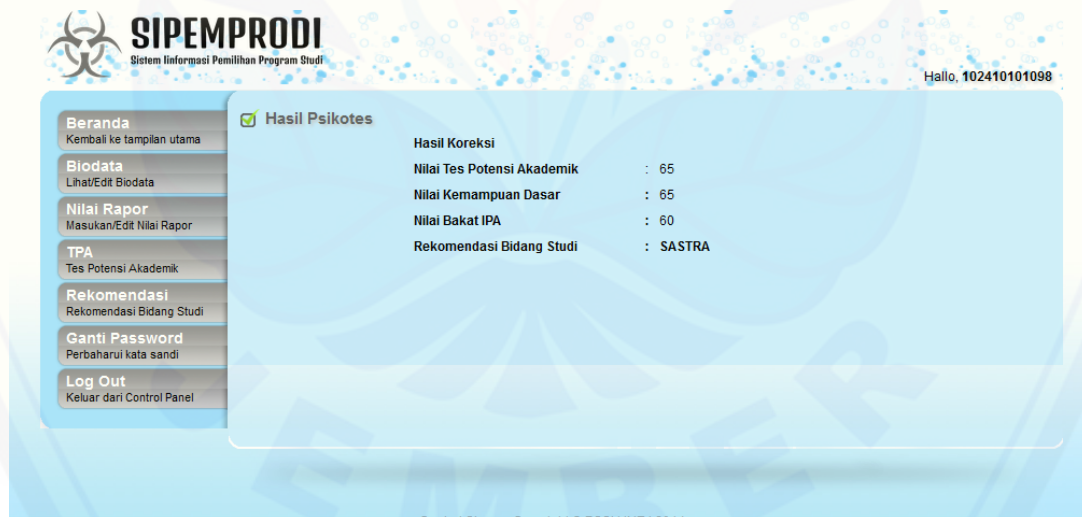 SIPEMPRODI
Sistem Iinformasi Pemilihan Program Studi
Hallo, 102410101098
Beranda
Kembali ke tampilan utama
Biodata
Lihat/Edit Biodata
Nilai Rapor
Masukan/Edit Nilai Rapor
TPA
Tes Potensi Akademik
Rekomendasi
Rekomendasi Bidang Studi
Ganti Password
Perbaharui kata sandi
Log Out
Keluar dari Control Panel
Hasil Psikotes
Hasil Koreksi
Nilai Tes Potensi Akademik : 65
Nilai Kemampuan Dasar : 65
Nilai Bakat IPA : 60
Rekomendasi Bidang Studi : SASTRA
EMBER